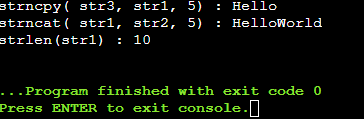 strncpy( str3, str1, 5) : Hello
strncat( str1, str2, 5) : HelloWorld
strlen(str1) : 10
...Program finished with exit code 0
Press ENTER to exit console.